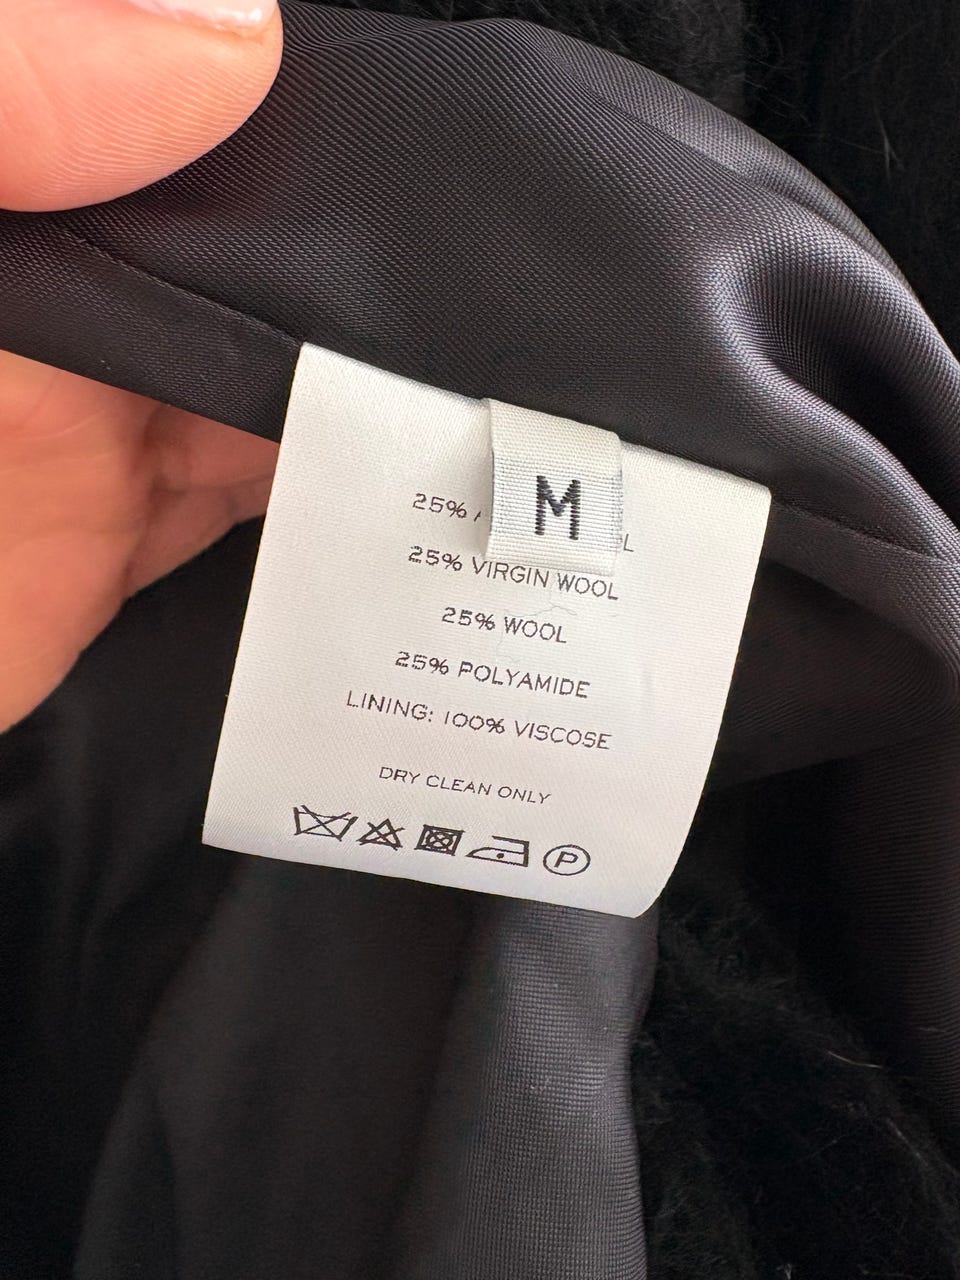 M
25%
25% VIRGIN WOOL
25% WOOL
25% POLYAMIDE
LINING: 100% VISCOSE
DRY CLEAN ONLY
P